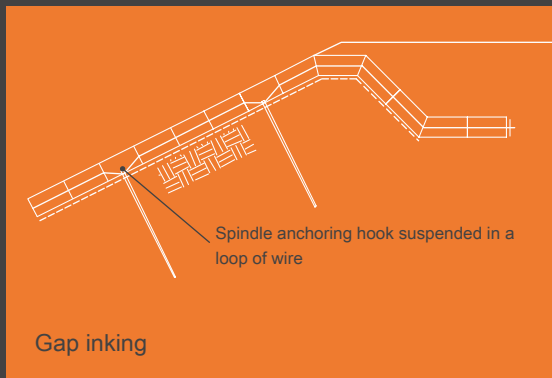 Spindle anchoring hook suspended in a
loop of wire
Gap inking